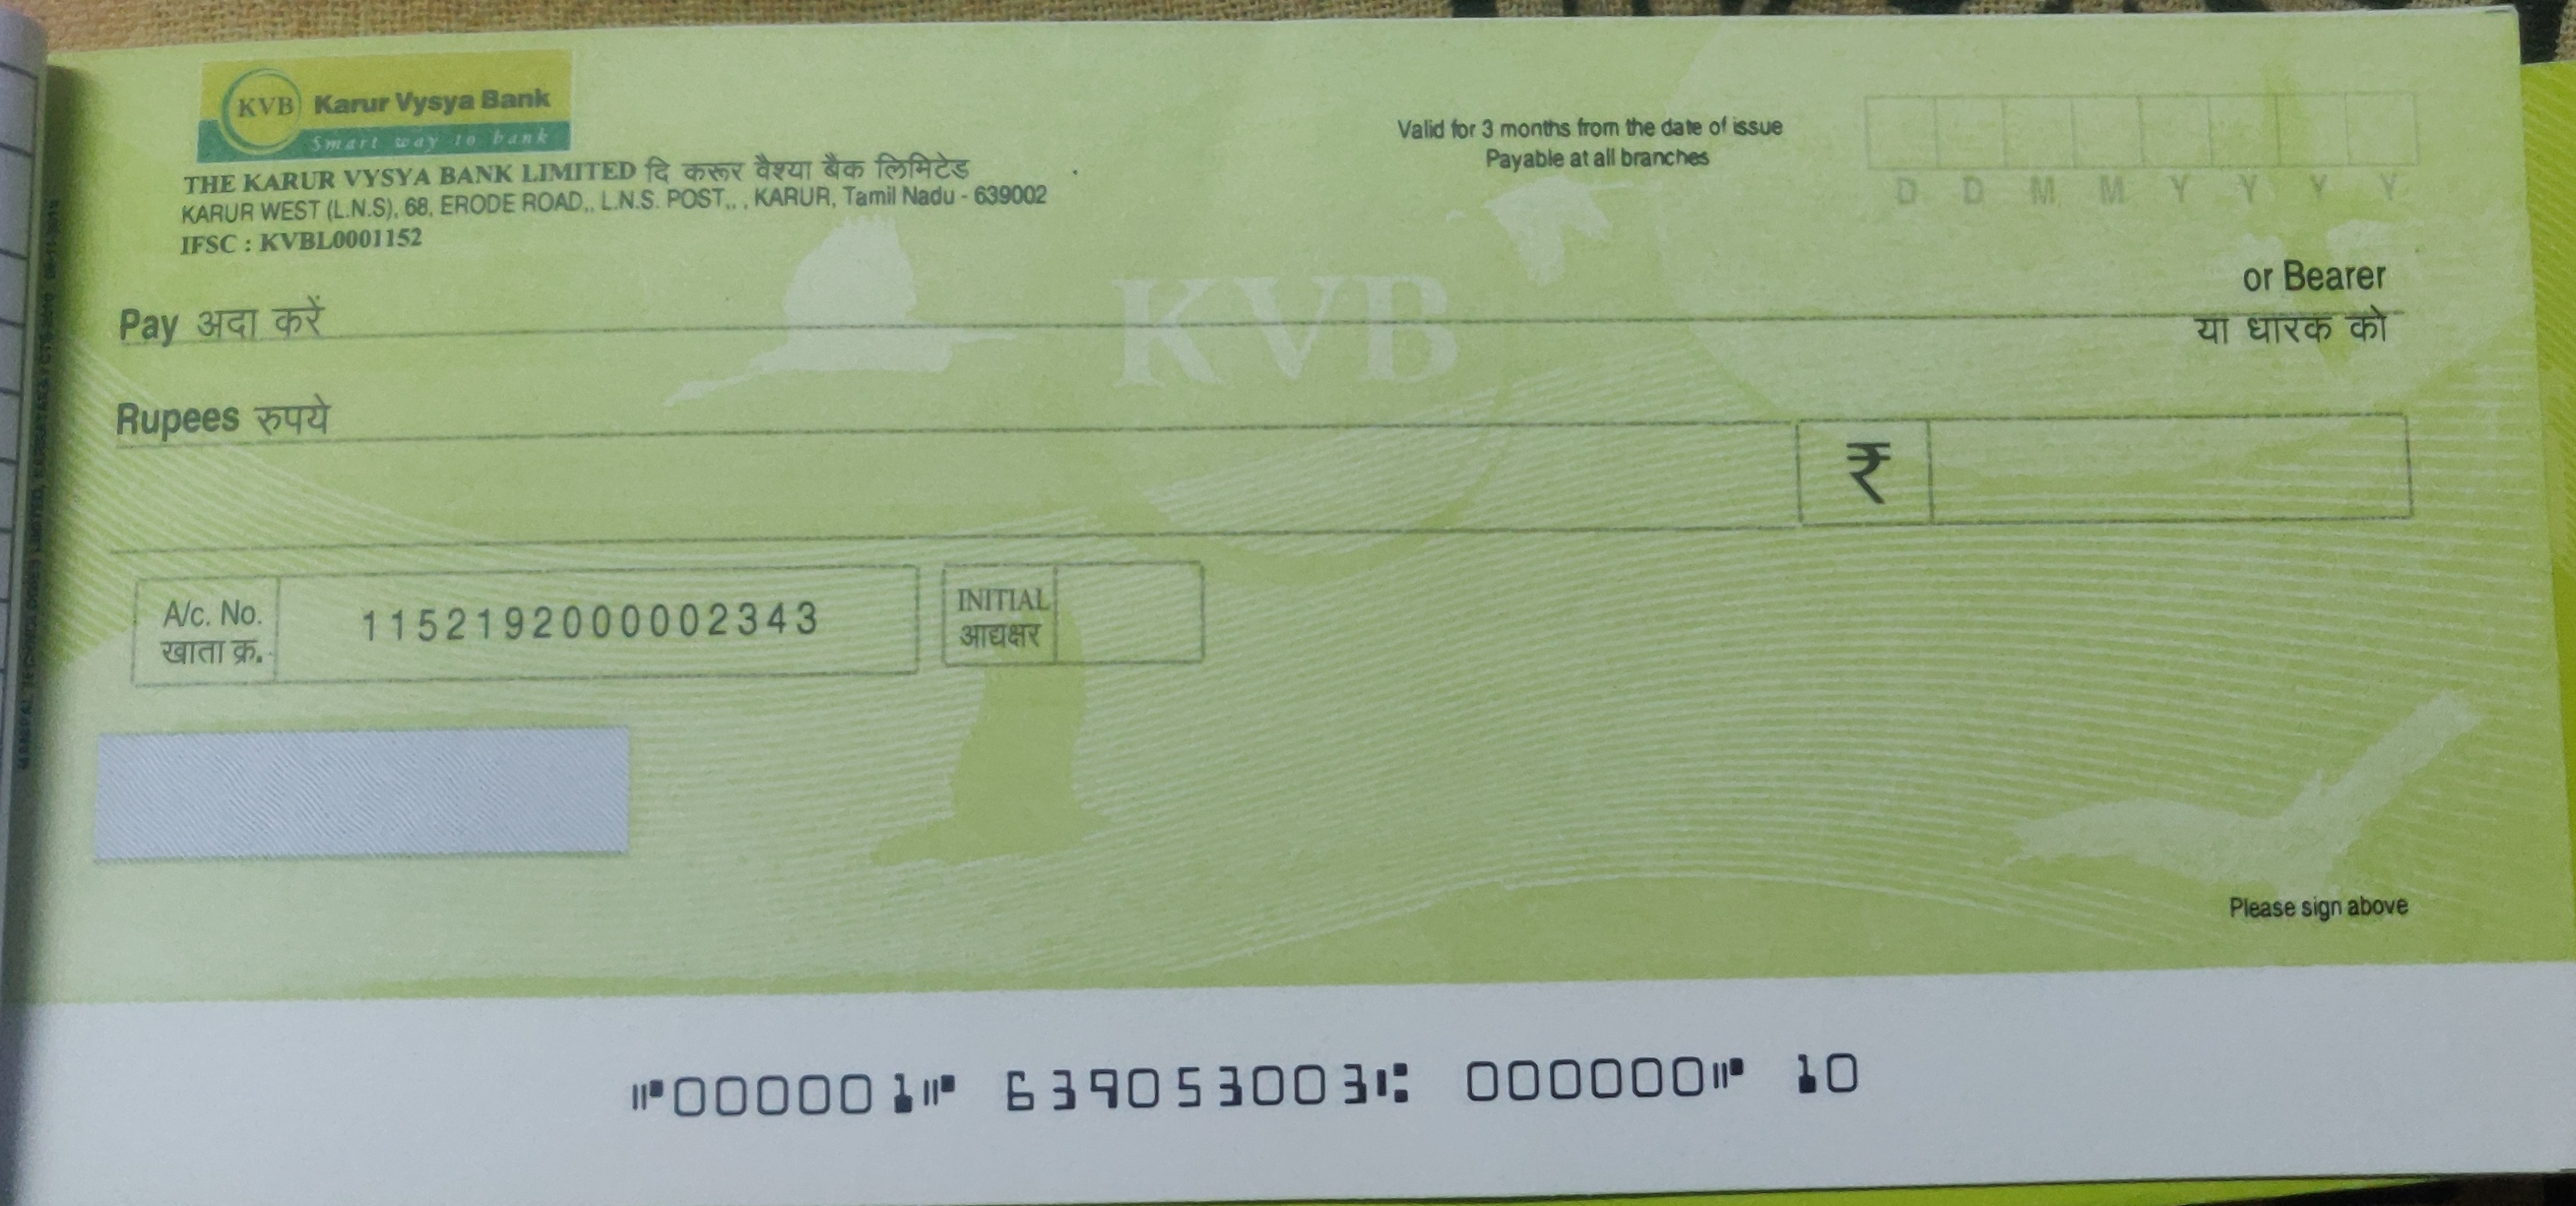 KVB Karur Vysya Bank
Smart way to bank
THE KARUR VYSYA BANK LIMITED दि करूर वैश्या बैक लिमिटेड
KARUR WEST (L.N.S), 68, ERODE ROAD,, L.N.S. POST,, , KARUR, Tamil Nadu - 639002
IFSC : KVBL0001152
Valid for 3 months from the date of issue
Payable at all branches
D D M M Y Y Y Y
Pay अदा करें
or Bearer
या धारक को
KVB
Rupees रुपये
₹
A/c. No.
खाता क्र.
1152192000002343
INITIAL
आद्यक्षर
Please sign above
⑈000001⑈ 639053003⑆ 000000⑈ 10